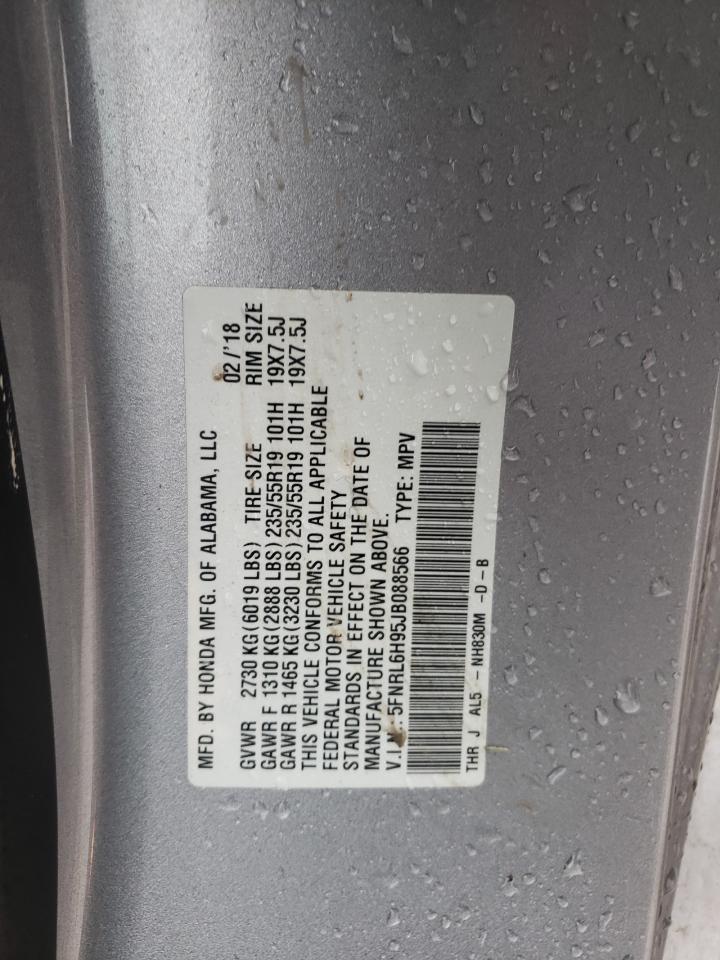 MFD. BY HONDA MFG. OF ALABAMA, LLC 02/'18
GVWR 2730 KG(6019 LBS) TIRE SIZE RIM SIZE
GAWR F 1310 KG(2888 LBS) 235/55R19 101H 19X7.5J
GAWR R 1465 KG(3230 LBS) 235/55R19 101H 19X7.5J
THIS VEHICLE CONFORMS TO ALL APPLICABLE
FEDERAL MOTOR VEHICLE SAFETY
STANDARDS IN EFFECT ON THE DATE OF
MANUFACTURE SHOWN ABOVE.
V.I.N.: 5FNRL6H95JB088566 TYPE: MPV
THR J AL5 - NH830M -D-B